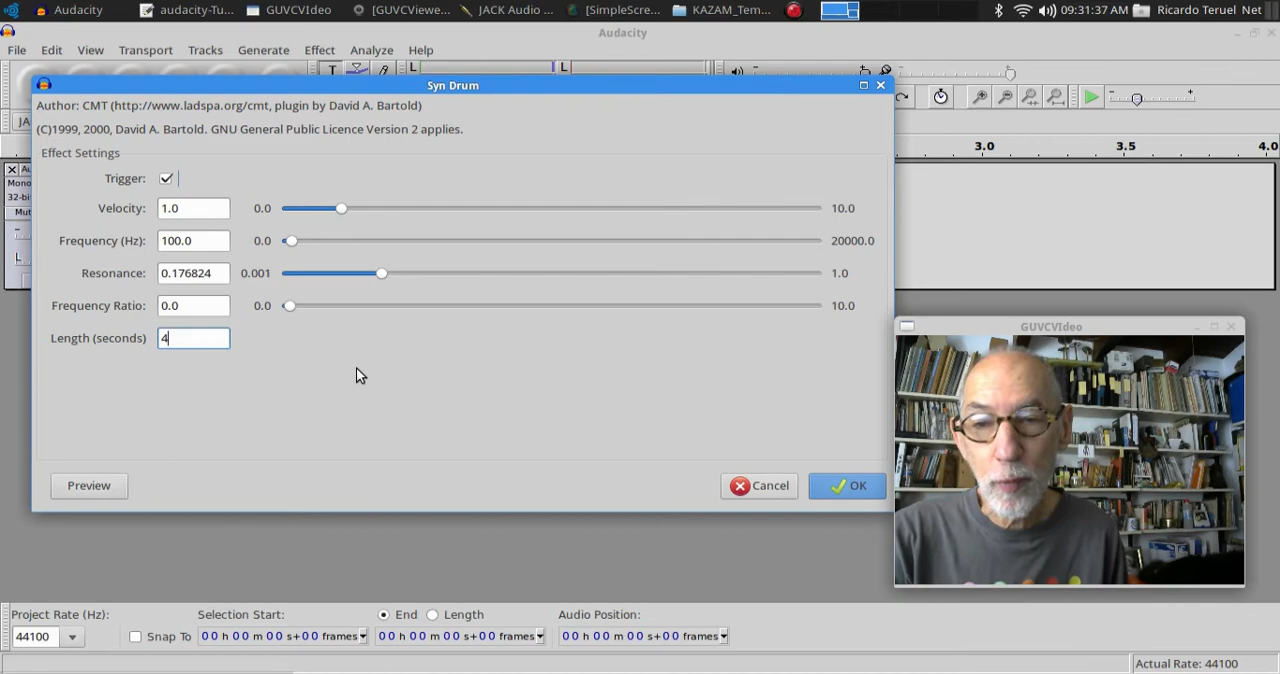 Audacity
audacity-Tu...
GUVCVIdeo
[GUVCViewe...
JACK Audio ...
[SimpleScre...
KAZAM_Tem...
09:31:37 AM
Ricardo Teruel Net
Audacity
File Edit View Transport Tracks Generate Effect Analyze Help
L L
Syn Drum
Author: CMT (http://www.ladspa.org/cmt, plugin by David A. Bartold)
(C)1999, 2000, David A. Bartold. GNU General Public Licence Version 2 applies.
JA
3.0 3.5 4.0
Effect Settings
X Au
Mono
32-bit
Mut
L
Trigger:
Velocity: 1.0 0.0 10.0
Frequency (Hz): 100.0 0.0 20000.0
Resonance: 0.176824 0.001 1.0
Frequency Ratio: 0.0 0.0 10.0
Length (seconds) 4
GUVCVIdeo
Preview Cancel OK
Project Rate (Hz): Selection Start: End Length Audio Position:
44100 Snap To 00 h 00 m 00 s+00 frames 00 h 00 m 00 s+00 frames 00 h 00 m 00 s+00 frames
Actual Rate: 44100